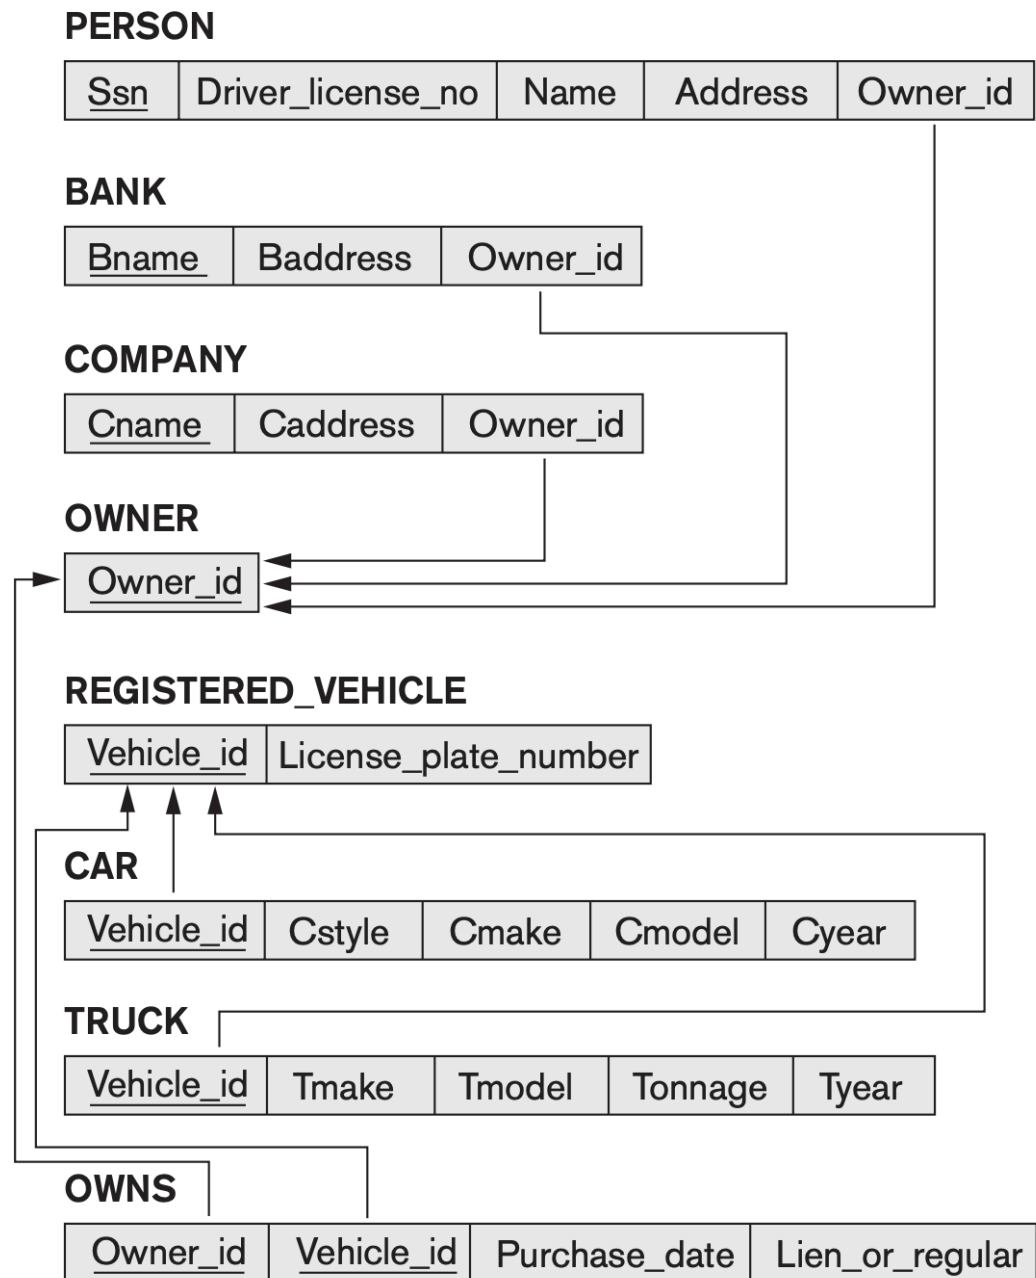 PERSON
Ssn Driver_license_no Name Address Owner_id
BANK
Bname Baddress Owner_id
COMPANY
Cname Caddress Owner_id
OWNER
Owner_id
REGISTERED_VEHICLE
Vehicle_id License_plate_number
CAR
Vehicle_id Cstyle Cmake Cmodel Cyear
TRUCK
Vehicle_id Tmake Tmodel Tonnage Tyear
OWNS
Owner_id Vehicle_id Purchase_date Lien_or_regular